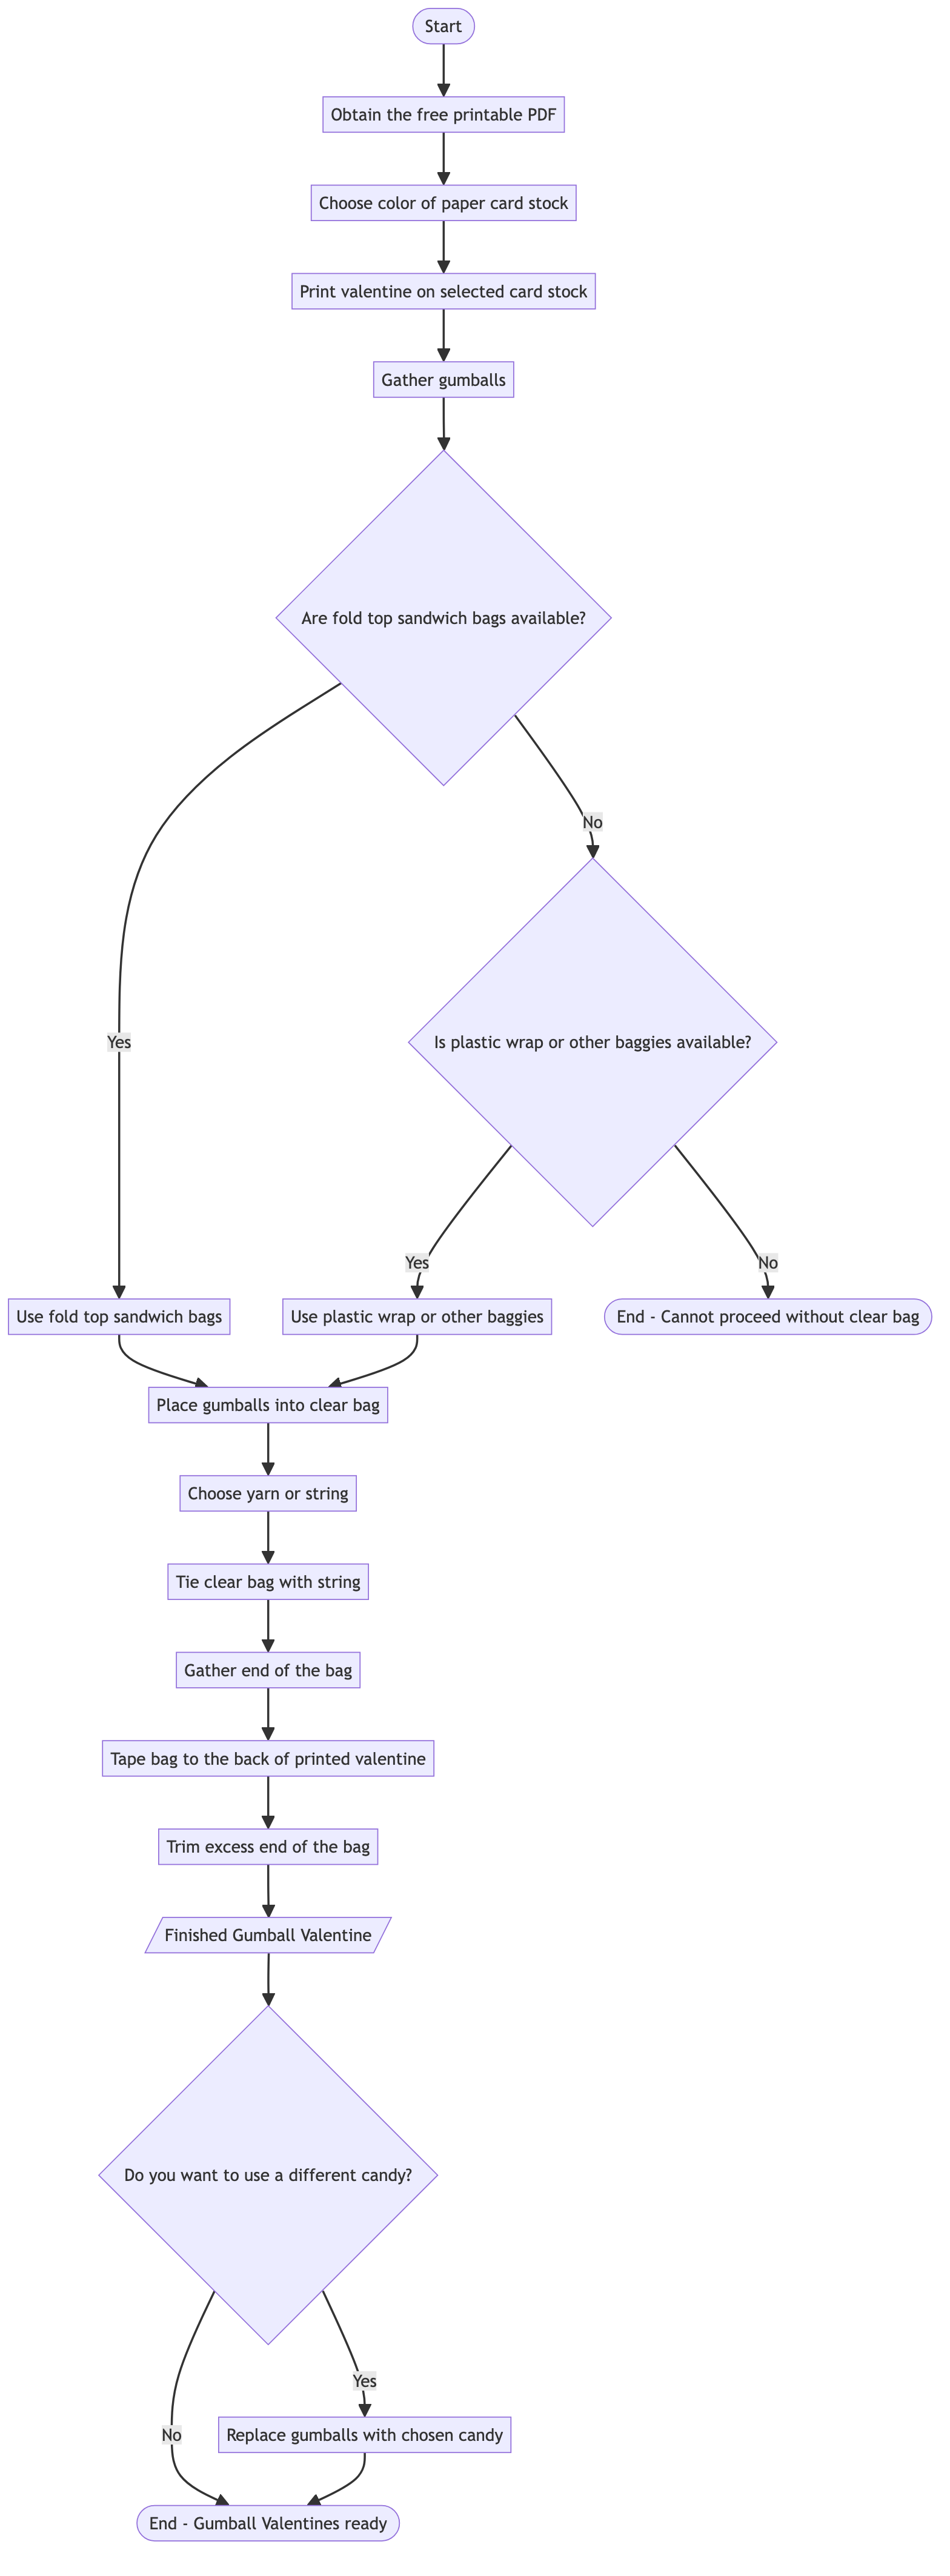 Start
Obtain the free printable PDF
Choose color of paper card stock
Print valentine on selected card stock
Gather gumballs
Are fold top sandwich bags available?
No
Is plastic wrap or other baggies available?
Yes
Yes
No
Use fold top sandwich bags
Use plastic wrap or other baggies
End - Cannot proceed without clear bag
Place gumballs into clear bag
Choose yarn or string
Tie clear bag with string
Gather end of the bag
Tape bag to the back of printed valentine
Trim excess end of the bag
Finished Gumball Valentine
Do you want to use a different candy?
Yes
No
Replace gumballs with chosen candy
End - Gumball Valentines ready